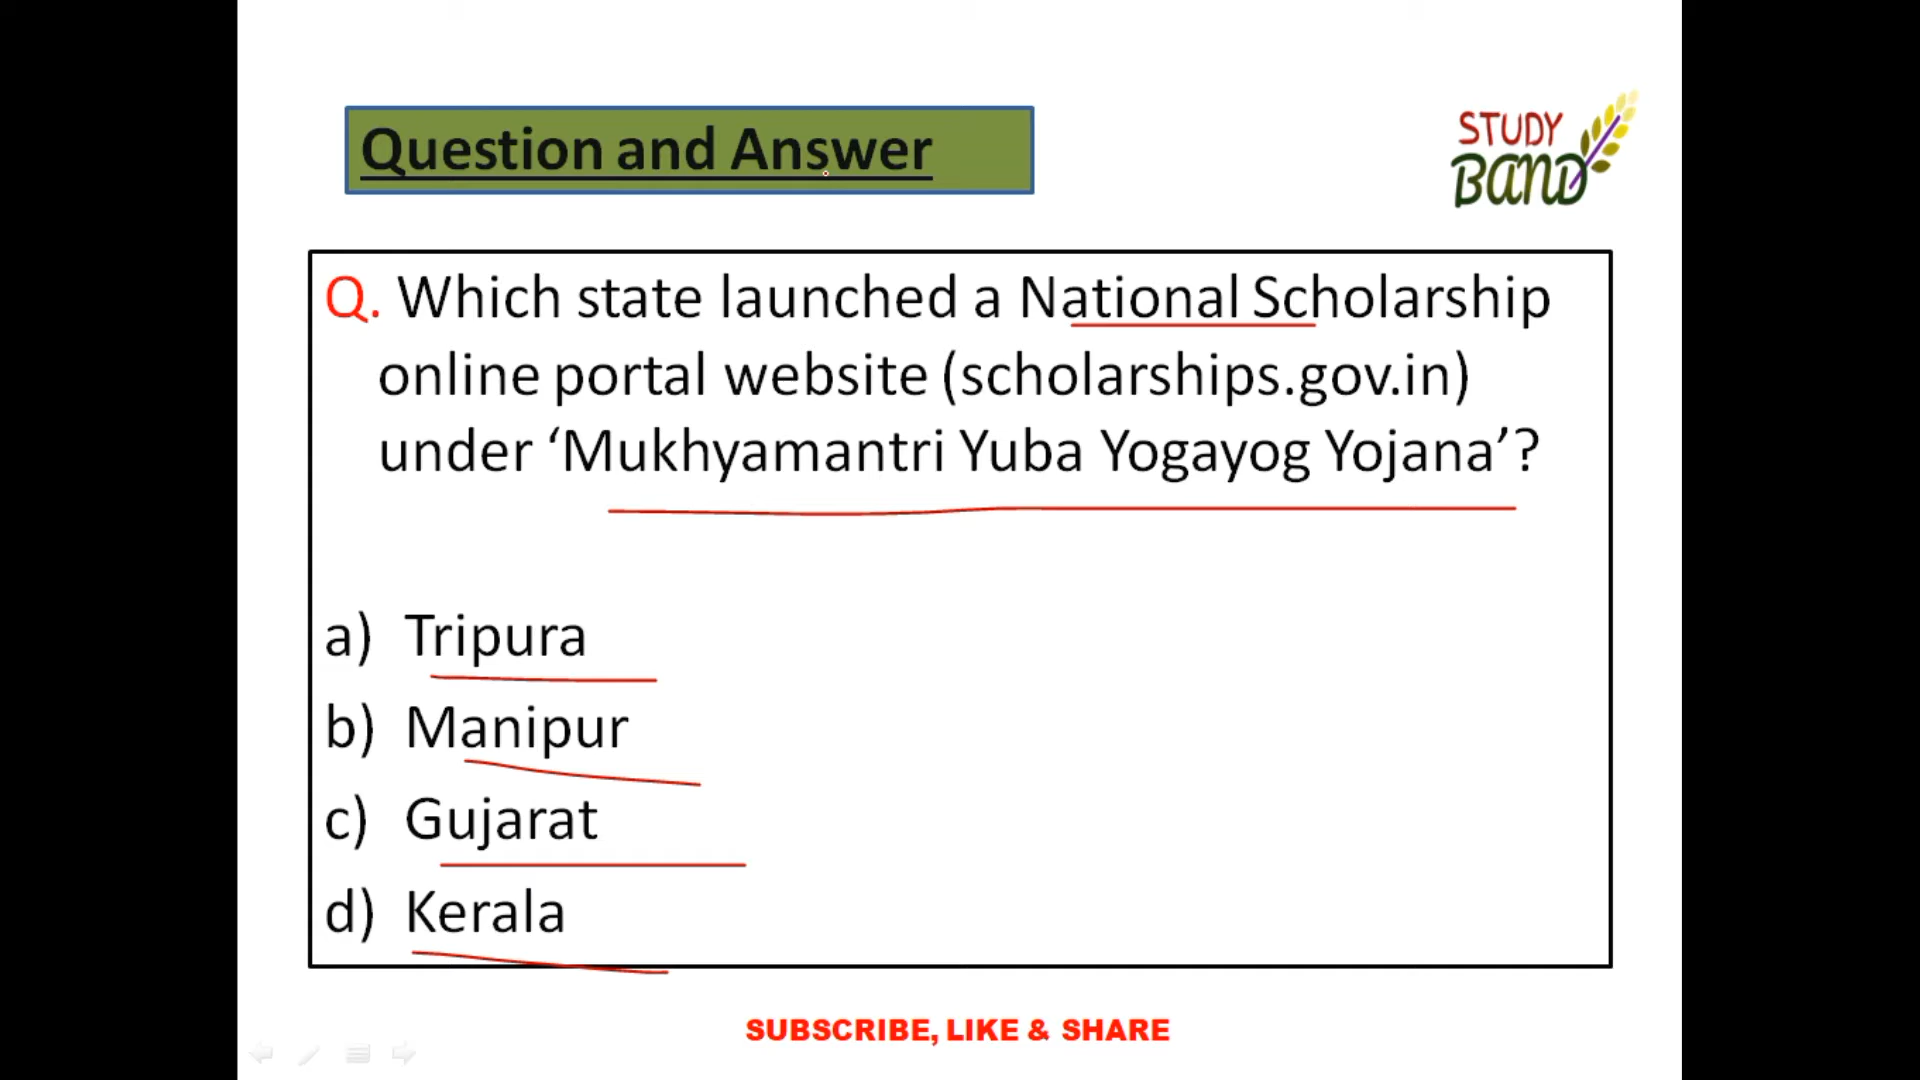 Question and Answer
STUDY
BAND
Q. Which state launched a National Scholarship
online portal website (scholarships.gov.in)
under ‘Mukhyamantri Yuba Yogayog Yojana’?
a) Tripura
b) Manipur
c) Gujarat
d) Kerala
SUBSCRIBE, LIKE & SHARE